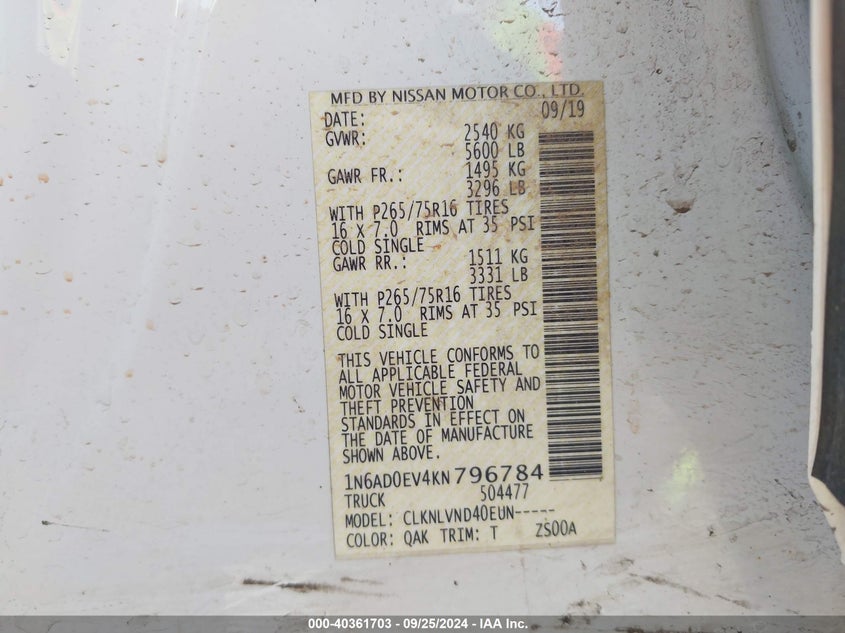 MFD BY NISSAN MOTOR CO., LTD.
DATE: 09/19
GVWR: 2540 KG
5600 LB
GAWR FR.: 1495 KG
3296 LB
WITH P265/75R16 TIRES
16 X 7.0 RIMS AT 35 PSI
COLD SINGLE
GAWR RR.: 1511 KG
3331 LB
WITH P265/75R16 TIRES
16 X 7.0 RIMS AT 35 PSI
COLD SINGLE
THIS VEHICLE CONFORMS TO
ALL APPLICABLE FEDERAL
MOTOR VEHICLE SAFETY AND
THEFT PREVENTION
STANDARDS IN EFFECT ON
THE DATE OF MANUFACTURE
SHOWN ABOVE.
1N6AD0EV4KN796784
TRUCK 504477
MODEL: CLKNLVND40EUN-----
COLOR: QAK TRIM: T ZS00A
000-40361703 - 09/25/2024 - IAA Inc.